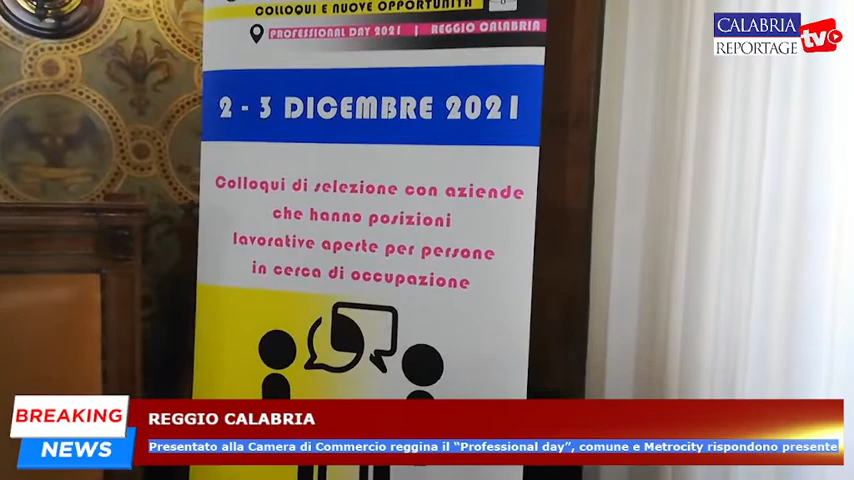 COLLOQUI E NUOVE OPPORTUNITÀ
PROFESSIONAL DAY 2021 | REGGIO CALABRIA
2 - 3 DICEMBRE 2021
Colloqui di selezione con aziende
che hanno posizioni
lavorative aperte per persone
in cerca di occupazione
CALABRIA
REPORTAGE tv
BREAKING
NEWS
REGGIO CALABRIA
Presentato alla Camera di Commercio reggina il “Professional day”, comune e Metrocity rispondono presente